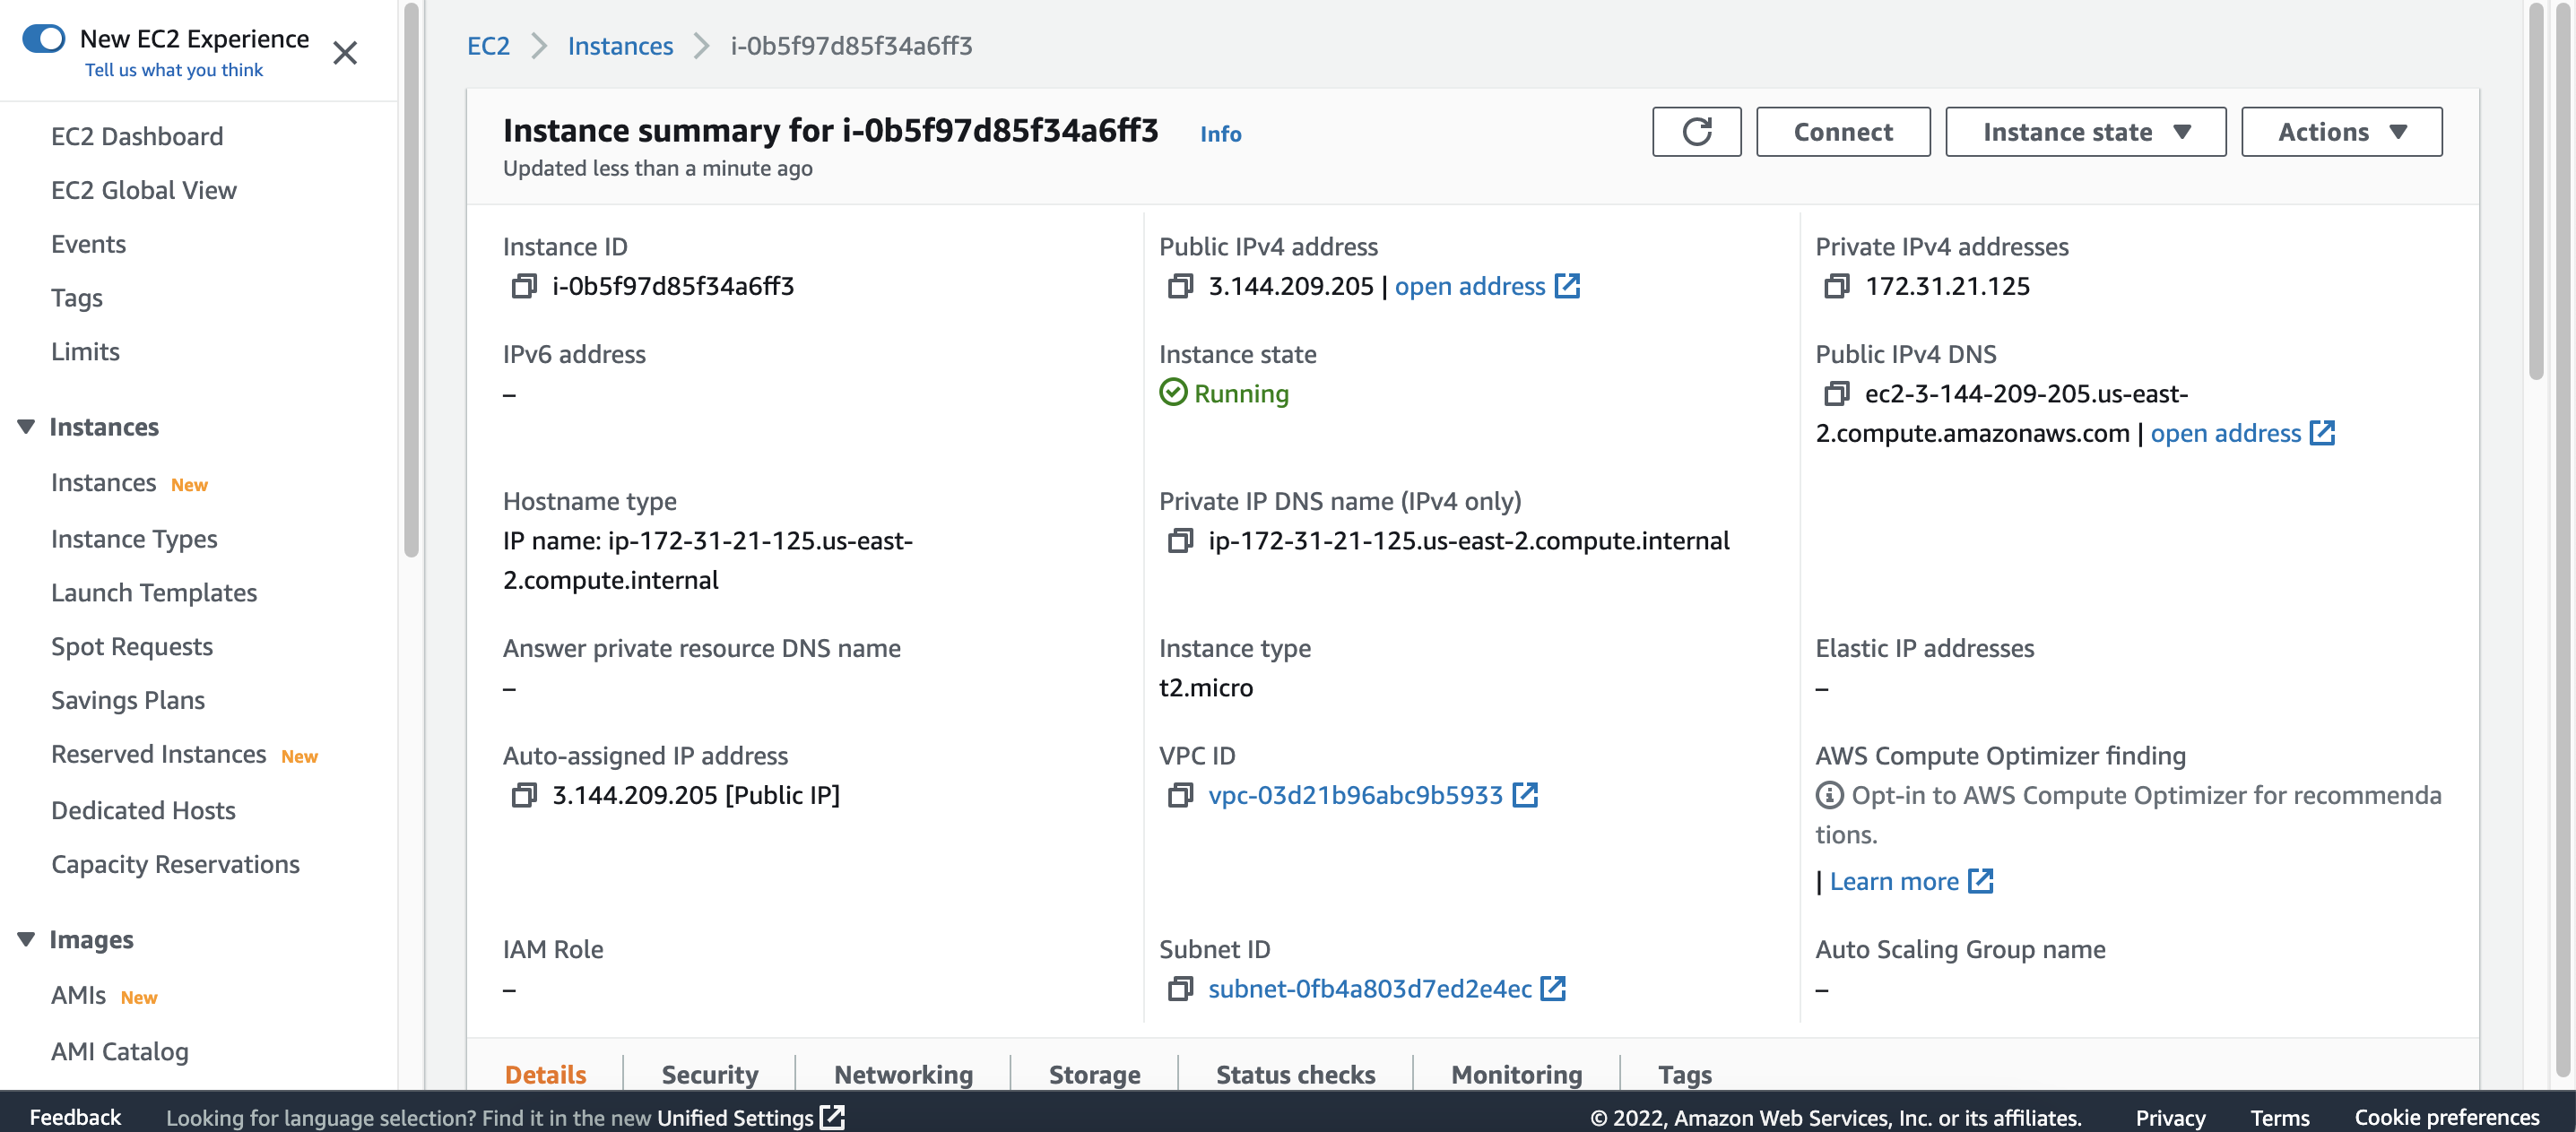 New EC2 Experience
Tell us what you think
EC2 Dashboard
EC2 Global View
Events
Tags
Limits
Instances
Instances New
Instance Types
Launch Templates
Spot Requests
Savings Plans
Reserved Instances New
Dedicated Hosts
Capacity Reservations
Images
AMIs New
AMI Catalog
EC2 Instances i-0b5f97d85f34a6ff3
Instance summary for i-0b5f97d85f34a6ff3 Info
Updated less than a minute ago
Connect Instance state Actions
Instance ID
i-0b5f97d85f34a6ff3
Public IPv4 address
3.144.209.205 | open address
Private IPv4 addresses
172.31.21.125
IPv6 address
–
Instance state
Running
Public IPv4 DNS
ec2-3-144-209-205.us-east-
2.compute.amazonaws.com | open address
Hostname type
IP name: ip-172-31-21-125.us-east-
2.compute.internal
Private IP DNS name (IPv4 only)
ip-172-31-21-125.us-east-2.compute.internal
Answer private resource DNS name
–
Instance type
t2.micro
Elastic IP addresses
–
Auto-assigned IP address
3.144.209.205 [Public IP]
VPC ID
vpc-03d21b96abc9b5933
AWS Compute Optimizer finding
Opt-in to AWS Compute Optimizer for recommenda
tions.
| Learn more
IAM Role
–
Subnet ID
subnet-0fb4a803d7ed2e4ec
Auto Scaling Group name
–
Details Security Networking Storage Status checks Monitoring Tags
Feedback Looking for language selection? Find it in the new Unified Settings © 2022, Amazon Web Services, Inc. or its affiliates. Privacy Terms Cookie preferences